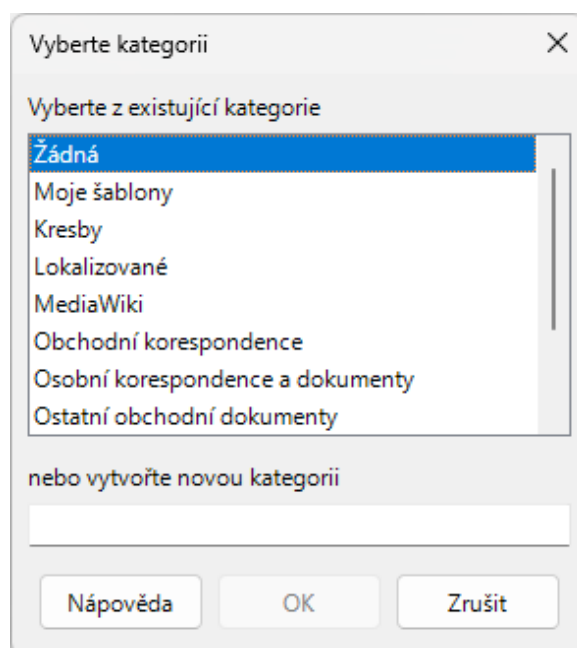 Vyberte kategorii
Vyberte z existující kategorie
Žádná
Moje šablony
Kresby
Lokalizované
MediaWiki
Obchodní korespondence
Osobní korespondence a dokumenty
Ostatní obchodní dokumenty
nebo vytvořte novou kategorii
Nápověda OK Zrušit